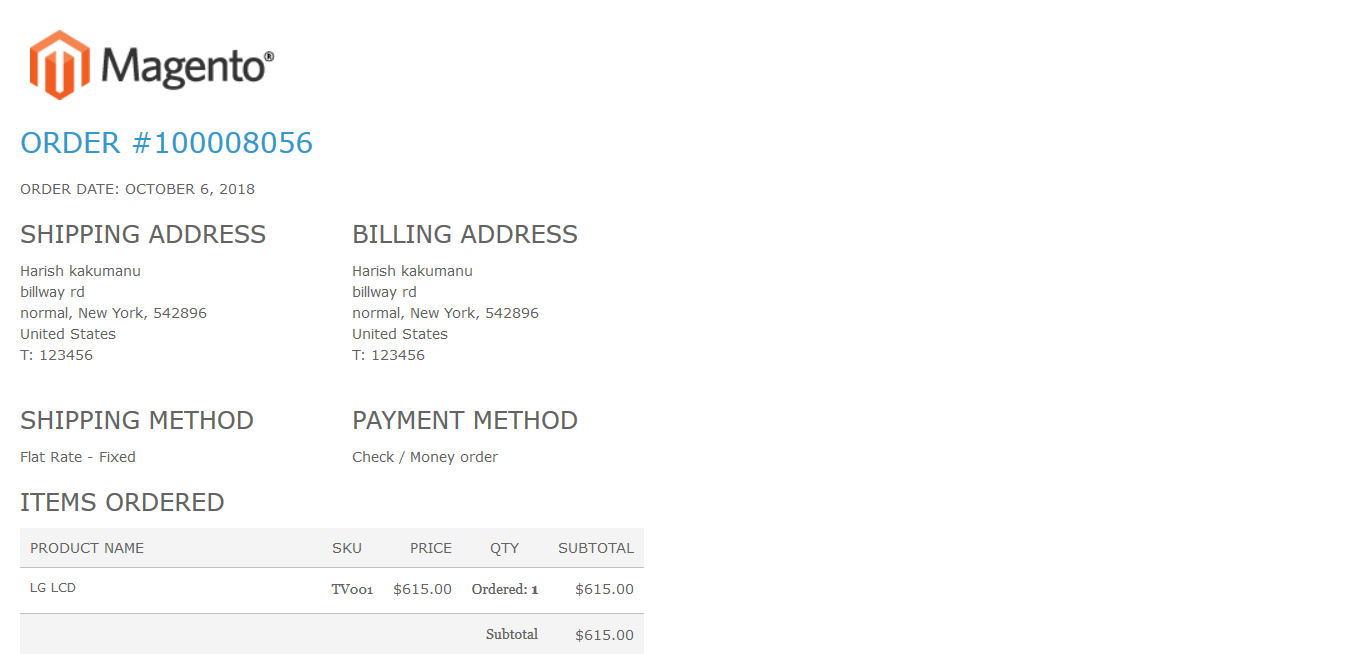 Magento®
ORDER #100008056
ORDER DATE: OCTOBER 6, 2018
SHIPPING ADDRESS
Harish kakumanu
billway rd
normal, New York, 542896
United States
T: 123456
BILLING ADDRESS
Harish kakumanu
billway rd
normal, New York, 542896
United States
T: 123456
SHIPPING METHOD
Flat Rate - Fixed
PAYMENT METHOD
Check / Money order
ITEMS ORDERED
PRODUCT NAME SKU PRICE QTY SUBTOTAL
LG LCD TV001 $615.00 Ordered: 1 $615.00
Subtotal $615.00